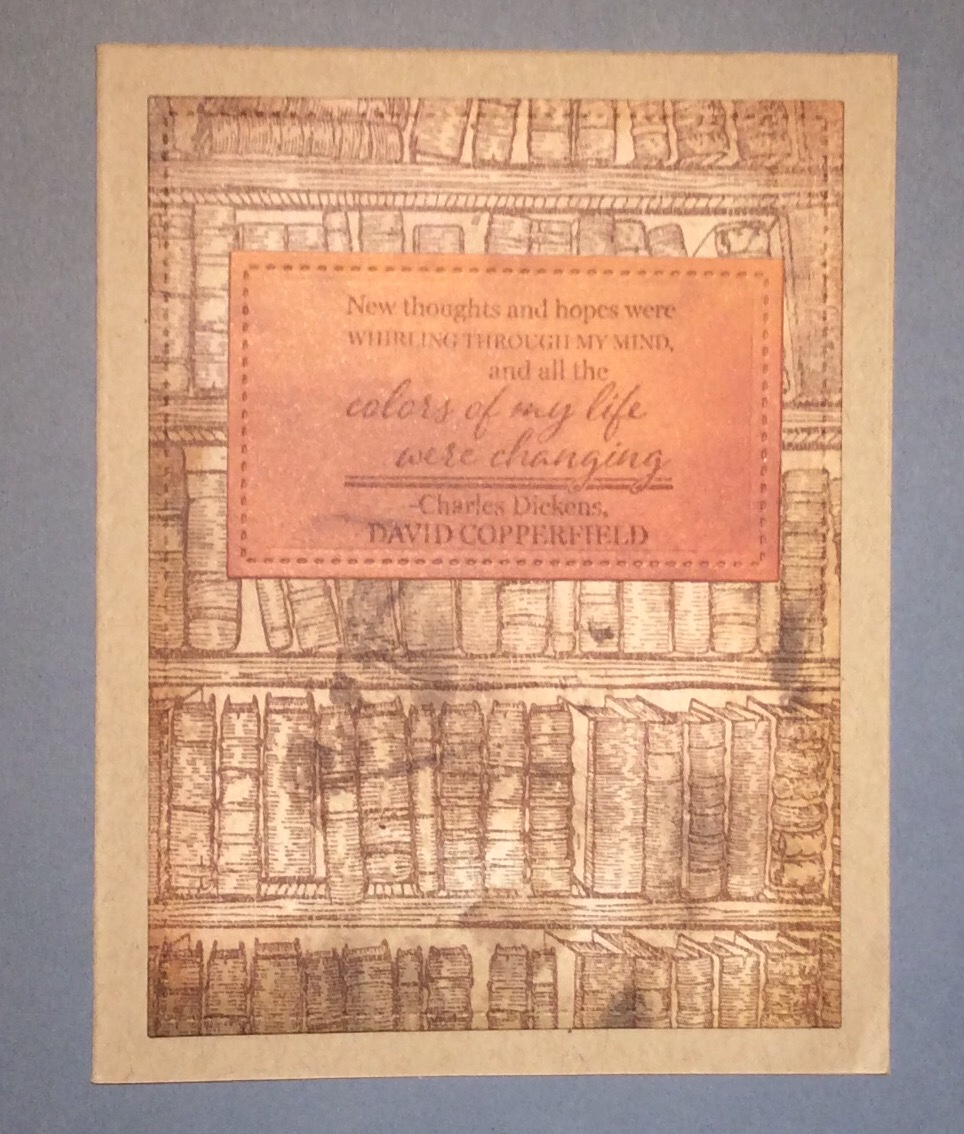 New thoughts and hopes were
WHIRLING THROUGH MY MIND,
and all the
colors of my life
were changing
-Charles Dickens,
DAVID COPPERFIELD